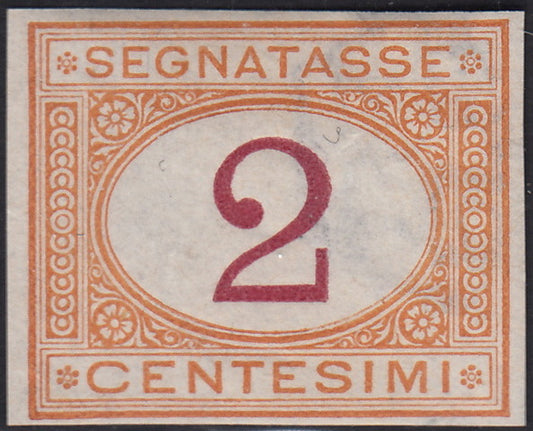 SEGNATASSE
2
CENTESIMI